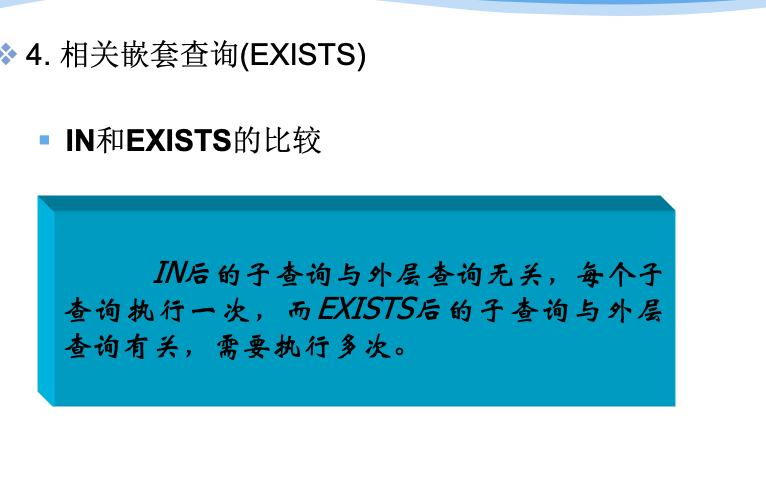 4. 相关嵌套查询(EXISTS)
IN和EXISTS的比较
IN后的子查询与外层查询无关，每个子
查询执行一次，而EXISTS后的子查询与外层
查询有关，需要执行多次。